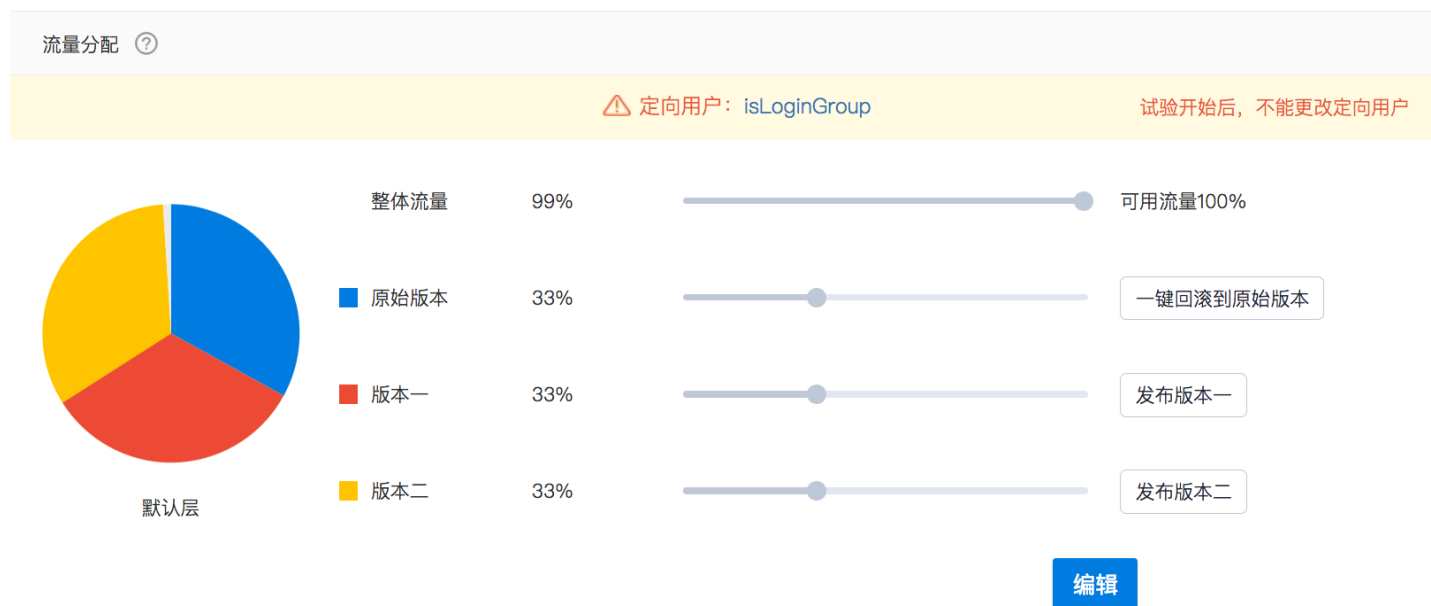 流量分配 ?
定向用户： isLoginGroup 试验开始后，不能更改定向用户
整体流量 99% 可用流量100%
原始版本 33% 一键回滚到原始版本
版本一 33% 发布版本一
版本二 33% 发布版本二
默认层
编辑